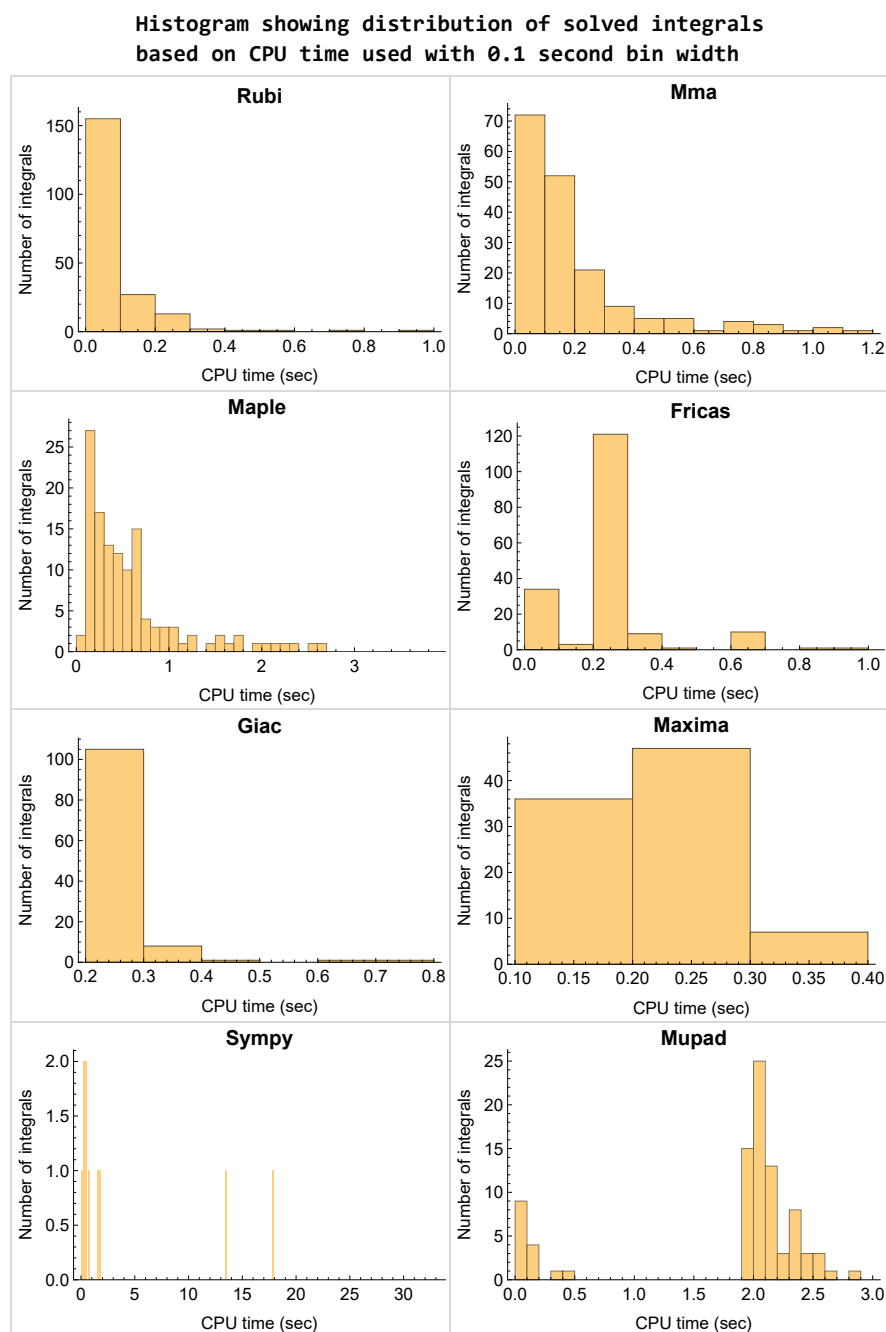 Histogram showing distribution of solved integrals
based on CPU time used with 0.1 second bin width
Rubi
Number of integrals
150
100
50
0
0.0 0.2 0.4 0.6 0.8 1.0
CPU time (sec)
Mma
Number of integrals
70
60
50
40
30
20
10
0
0.0 0.2 0.4 0.6 0.8 1.0 1.2
CPU time (sec)
Maple
Number of integrals
25
20
15
10
5
0
0 1 2 3
CPU time (sec)
Fricas
Number of integrals
120
100
80
60
40
20
0
0.0 0.2 0.4 0.6 0.8 1.0
CPU time (sec)
Giac
Number of integrals
100
80
60
40
20
0
0.2 0.3 0.4 0.5 0.6 0.7 0.8
CPU time (sec)
Maxima
Number of integrals
40
30
20
10
0
0.10 0.15 0.20 0.25 0.30 0.35 0.40
CPU time (sec)
Sympy
Number of integrals
2.0
1.5
1.0
0.5
0.0
0 5 10 15 20 25 30
CPU time (sec)
Mupad
Number of integrals
25
20
15
10
5
0
0.0 0.5 1.0 1.5 2.0 2.5 3.0
CPU time (sec)